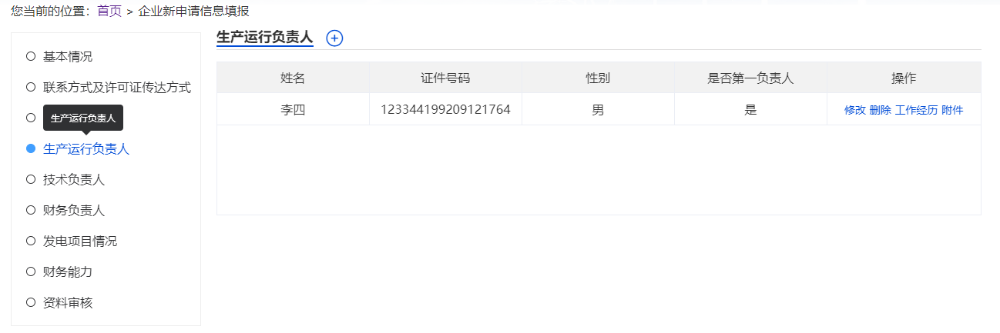 您当前的位置：首页 > 企业新申请信息填报
基本情况
联系方式及许可证传达方式
生产运行负责人
生产运行负责人
技术负责人
财务负责人
发电项目情况
财务能力
资料审核
生产运行负责人
姓名 证件号码 性别 是否第一负责人 操作
李四 123344199209121764 男 是 修改 删除 工作经历 附件